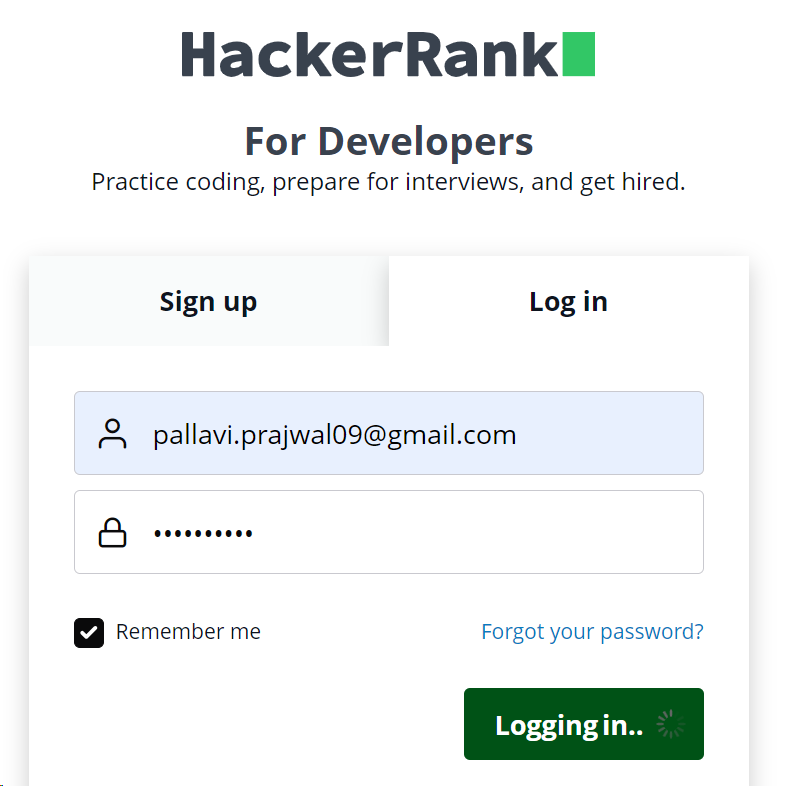 HackerRank
For Developers
Practice coding, prepare for interviews, and get hired.
Sign up
Log in
pallavi.prajwal09@gmail.com
••••••••••
Remember me
Forgot your password?
Logging in..